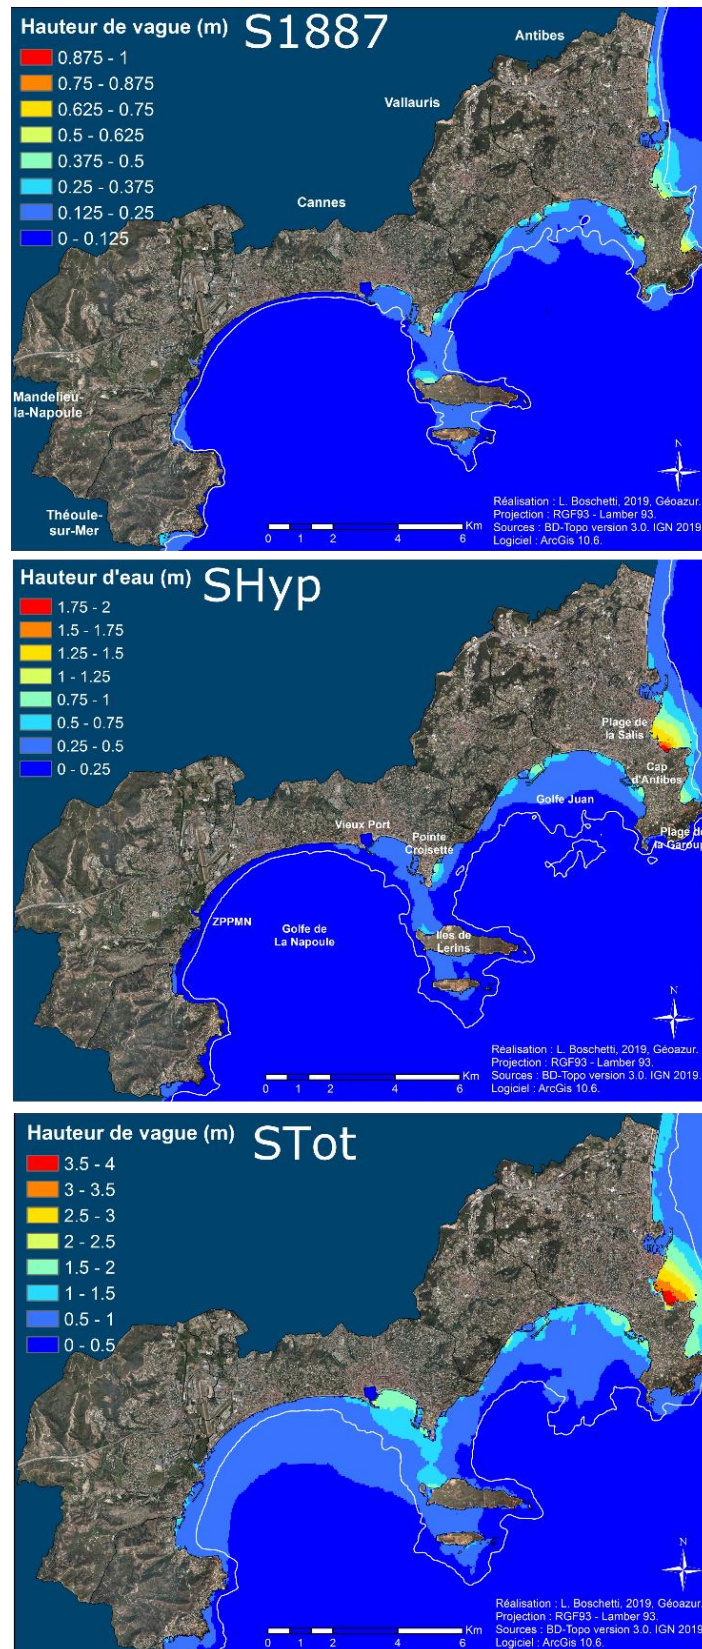 Hauteur de vague (m)
S1887
0.875 - 1
0.75 - 0.875
0.625 - 0.75
0.5 - 0.625
0.375 - 0.5
0.25 - 0.375
0.125 - 0.25
0 - 0.125
Antibes
Vallauris
Cannes
Mandelieu
-la-Napoule
Théoule-
sur-Mer
N
0 1 2 4 6 Km
Réalisation : L. Boschetti, 2019, Géoazur.
Projection : RGF93 - Lamber 93.
Sources : BD-Topo version 3.0. IGN 2019.
Logiciel : ArcGis 10.6.
Hauteur d'eau (m)
SHyp
1.75 - 2
1.5 - 1.75
1.25 - 1.5
1 - 1.25
0.75 - 1
0.5 - 0.75
0.25 - 0.5
0 - 0.25
Plage de
la Salis
Cap
d'Antibes
Golfe Juan
Plage de
la Garoup
Vieux Port
Pointe
Croisette
ZPPMN
Golfe de
La Napoule
Iles de
Lerins
N
0 1 2 4 6 Km
Réalisation : L. Boschetti, 2019, Géoazur.
Projection : RGF93 - Lamber 93.
Sources : BD-Topo version 3.0. IGN 2019.
Logiciel : ArcGis 10.6.
Hauteur de vague (m)
STot
3.5 - 4
3 - 3.5
2.5 - 3
2 - 2.5
1.5 - 2
1 - 1.5
0.5 - 1
0 - 0.5
N
0 1 2 4 6 Km
Réalisation : L. Boschetti, 2019, Géoazur.
Projection : RGF93 - Lamber 93.
Sources : BD-Topo version 3.0. IGN 2019.
Logiciel : ArcGis 10.6.